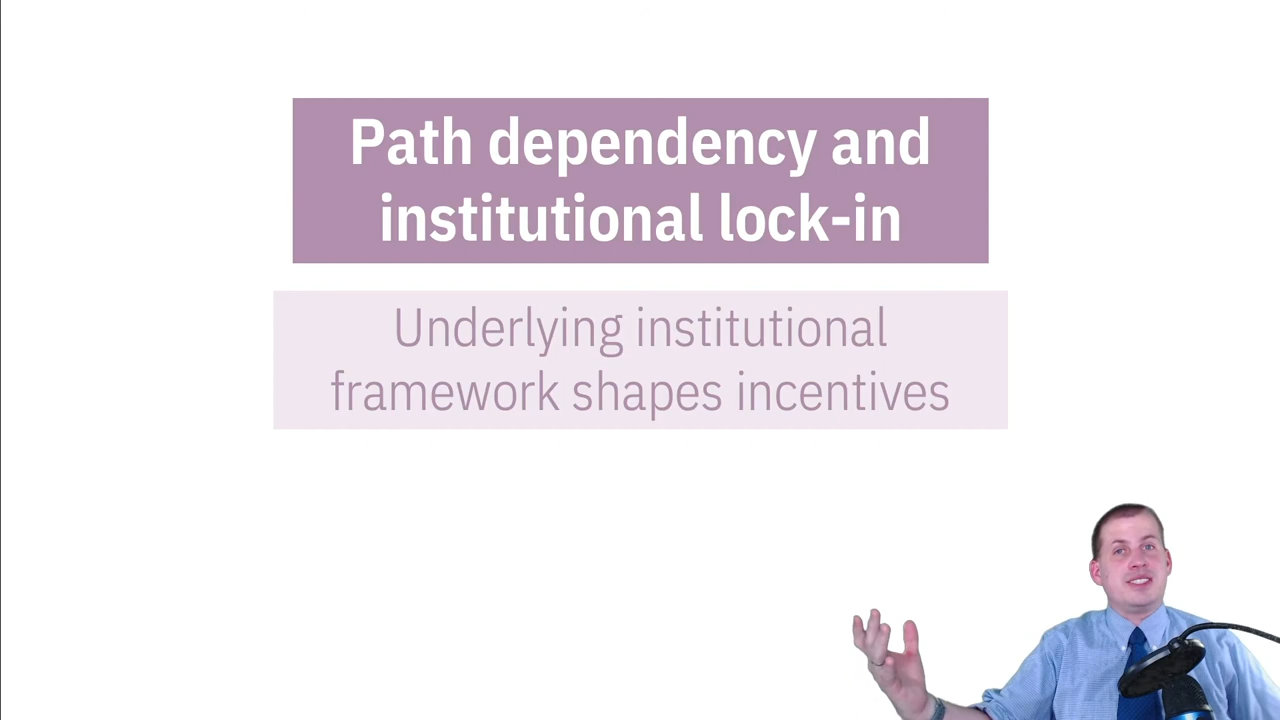 Path dependency and
institutional lock-in
Underlying institutional
framework shapes incentives